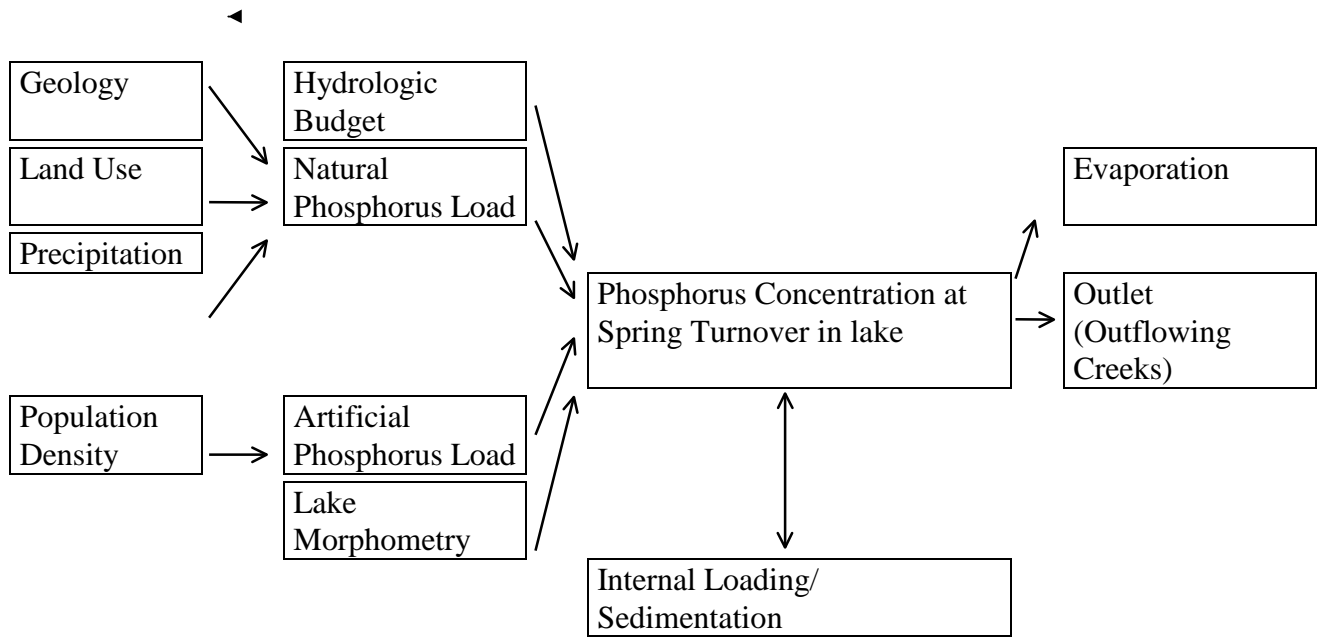 Geology
Hydrologic
Budget
Land Use
Natural
Phosphorus Load
Evaporation
Precipitation
Phosphorus Concentration at
Spring Turnover in lake
Outlet
(Outflowing
Creeks)
Population
Density
Artificial
Phosphorus Load
Lake
Morphometry
Internal Loading/
Sedimentation